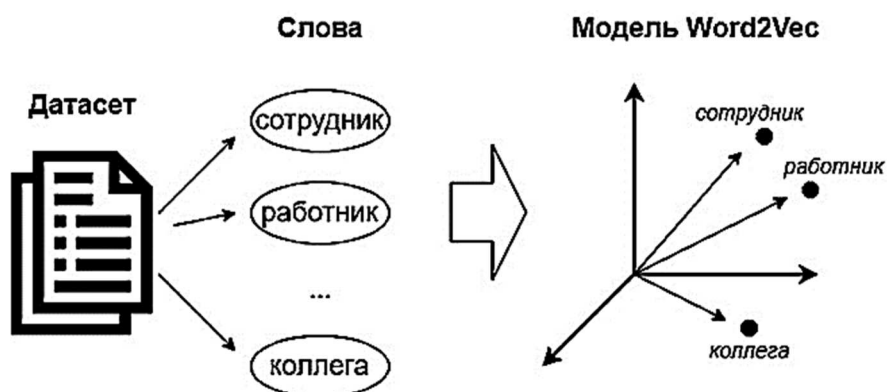 Слова
Модель Word2Vec
Датасет
сотрудник
работник
...
коллега
сотрудник
работник
коллега